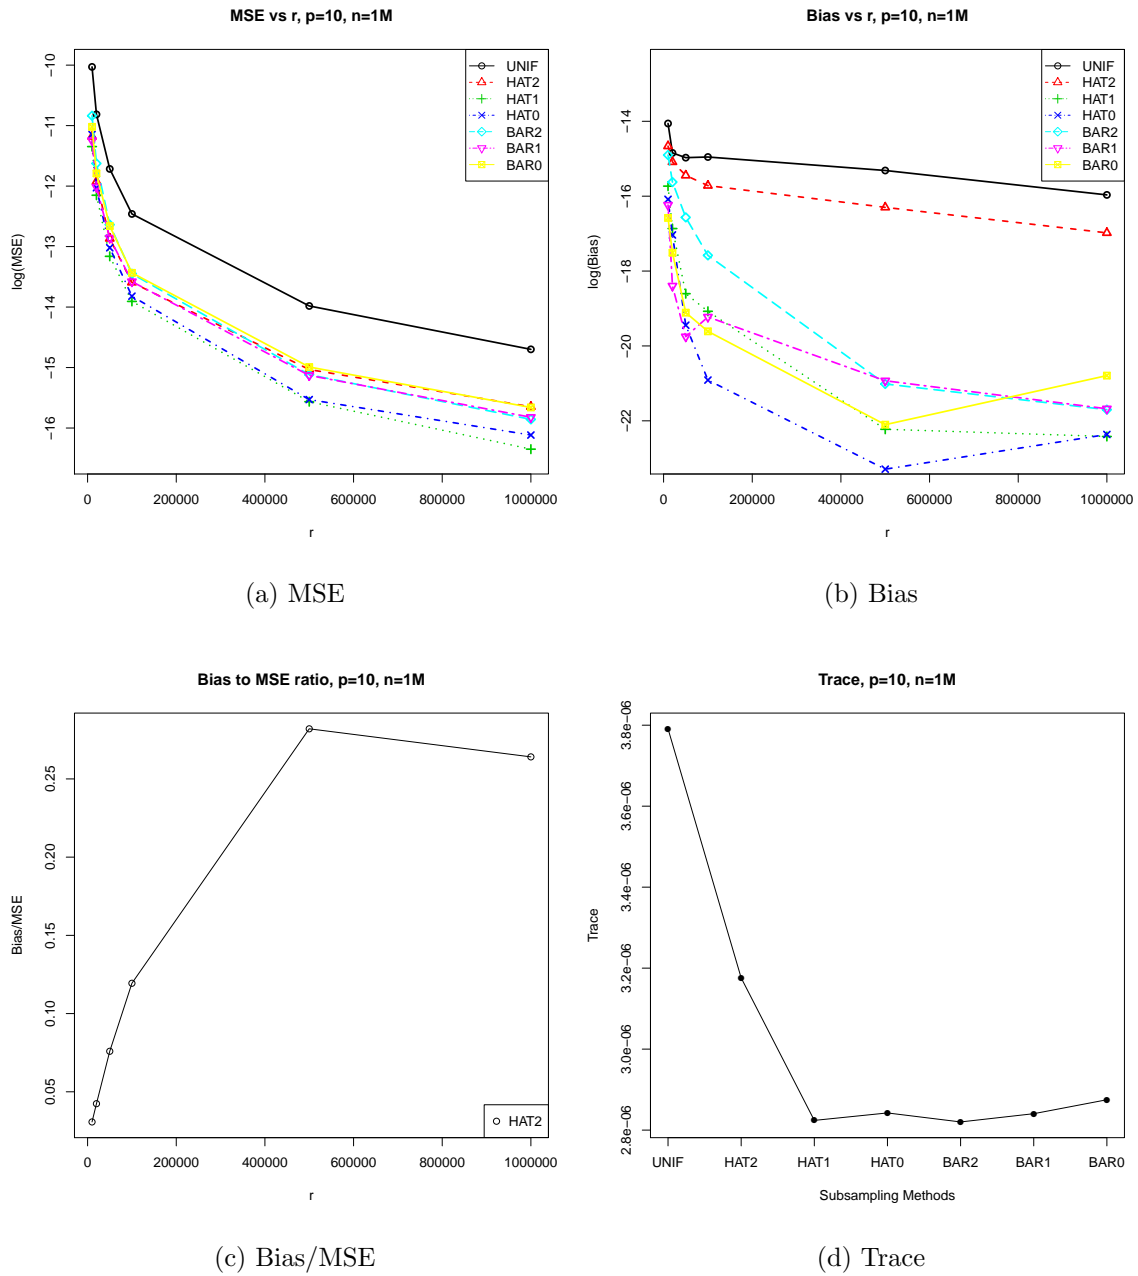 MSE vs r, p=10, n=1M
log(MSE)
-10
-11
-12
-13
-14
-15
-16
0 200000 400000 600000 800000 1000000
r
UNIF
HAT2
HAT1
HAT0
BAR2
BAR1
BAR0
(a) MSE
Bias vs r, p=10, n=1M
log(Bias)
-14
-16
-18
-20
-22
0 200000 400000 600000 800000 1000000
r
UNIF
HAT2
HAT1
HAT0
BAR2
BAR1
BAR0
(b) Bias
Bias to MSE ratio, p=10, n=1M
Bias/MSE
0.25
0.20
0.15
0.10
0.05
0 200000 400000 600000 800000 1000000
r
HAT2
(c) Bias/MSE
Trace, p=10, n=1M
Trace
3.8e-06
3.6e-06
3.4e-06
3.2e-06
3.0e-06
2.8e-06
UNIF HAT2 HAT1 HAT0 BAR2 BAR1 BAR0
Subsampling Methods
(d) Trace